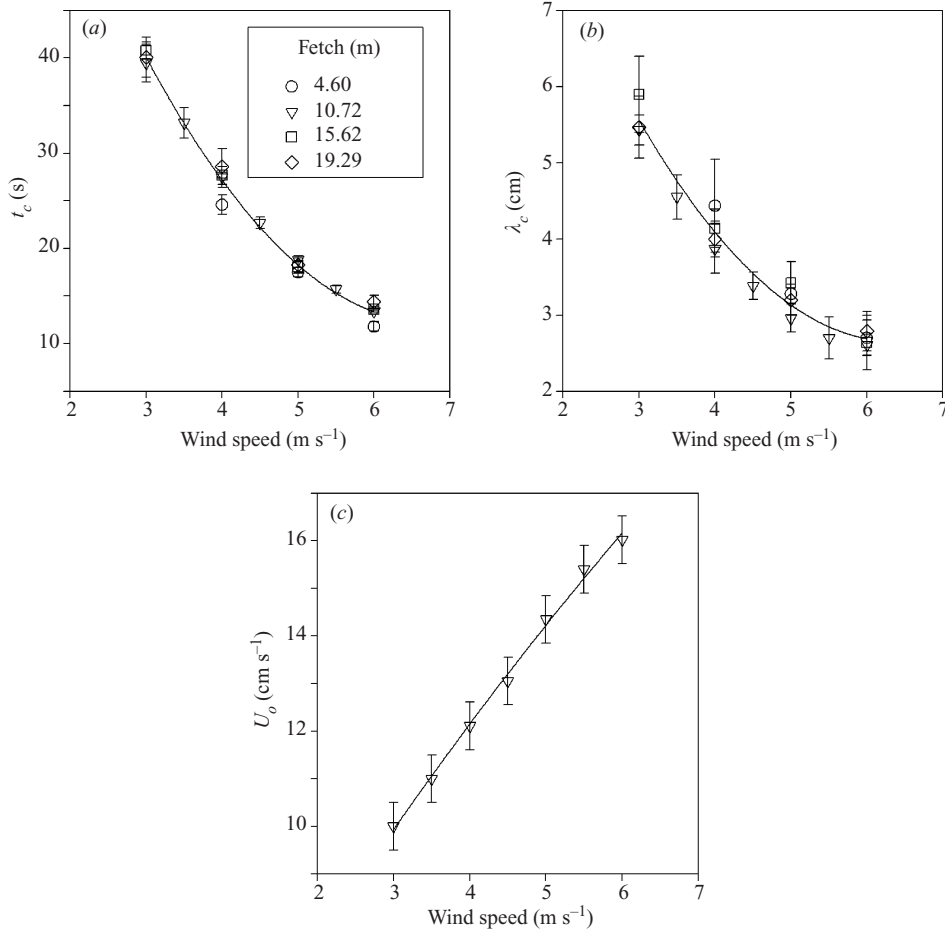 (a)
Fetch (m)
4.60
10.72
15.62
19.29
40
30
20
10
t_c (s)
2 3 4 5 6 7
Wind speed (m s⁻¹)
(b)
7
6
5
4
3
2
λ_c (cm)
2 3 4 5 6 7
Wind speed (m s⁻¹)
(c)
16
14
12
10
U_o (cm s⁻¹)
2 3 4 5 6 7
Wind speed (m s⁻¹)